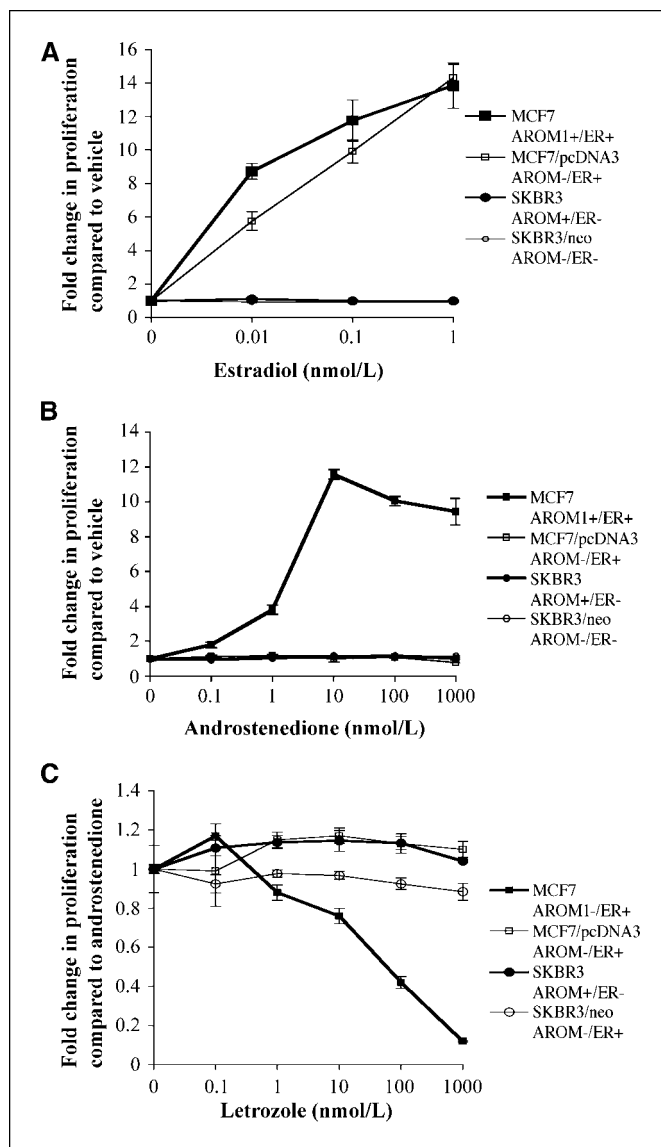 A
Fold change in proliferation
compared to vehicle
16
14
12
10
8
6
4
2
0
0
0.01
0.1
1
Estradiol (nmol/L)
MCF7
AROM1+/ER+
MCF7/pcDNA3
AROM-/ER+
SKBR3
AROM+/ER-
SKBR3/neo
AROM-/ER-
B
Fold change in proliferation
compared to vehicle
14
12
10
8
6
4
2
0
0
0.1
1
10
100
1000
Androstenedione (nmol/L)
MCF7
AROM1+/ER+
MCF7/pcDNA3
AROM-/ER+
SKBR3
AROM+/ER-
SKBR3/neo
AROM-/ER-
C
Fold change in proliferation
compared to androstenedione
1.4
1.2
1
0.8
0.6
0.4
0.2
0
0
0.1
1
10
100
1000
Letrozole (nmol/L)
MCF7
AROM1-/ER+
MCF7/pcDNA3
AROM-/ER+
SKBR3
AROM+/ER-
SKBR3/neo
AROM-/ER+